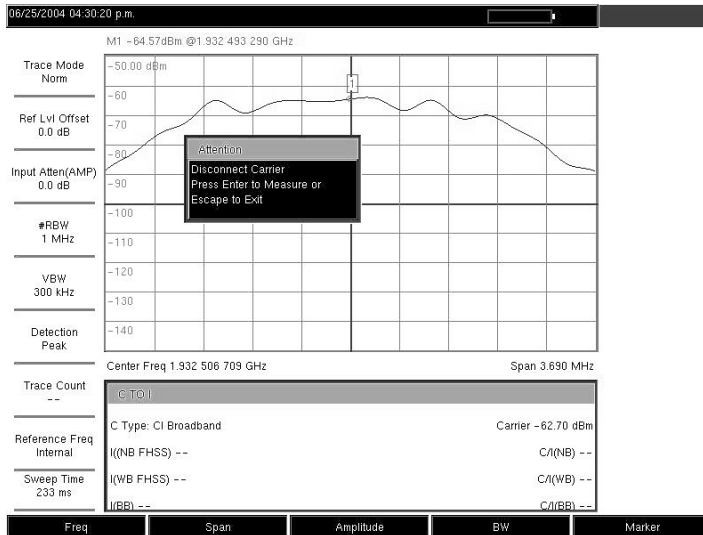 06/25/2004 04:30:20 p.m.
M1 -64.57dBm @1.932 493 290 GHz
Trace Mode
Norm
Ref Lvl Offset
0.0 dB
Input Atten(AMP)
0.0 dB
#RBW
1 MHz
VBW
300 kHz
Detection
Peak
Trace Count
--
Reference Freq
Internal
Sweep Time
233 ms
-50.00 dBm
-60
-70
-80
-90
-100
-110
-120
-130
-140
1
Attention
Disconnect Carrier
Press Enter to Measure or
Escape to Exit
Center Freq 1.932 506 709 GHz
Span 3.690 MHz
C TO I
C Type: CI Broadband
Carrier -62.70 dBm
I((NB FHSS) --
C/I(NB) --
I(WB FHSS) --
C/I(WB) --
I(BB) --
C/I(BB) --
Freq
Span
Amplitude
BW
Marker